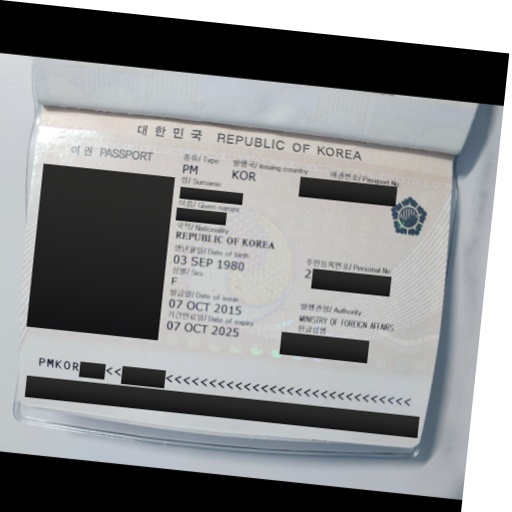 대한민국 REPUBLIC OF KOREA
여권 PASSPORT
종류/ Type 발행국/ Issuing country 여권번호/ Passport No.
PM KOR
성/ Surname
이름/ Given names
국적/ Nationality
REPUBLIC OF KOREA
생년월일/ Date of birth 주민등록번호/ Personal No
03 SEP 1980 2
성별/ Sex
F
발급일/ Date of issue 발행관청/ Authority
07 OCT 2015 MINISTRY OF FOREIGN AFFAIRS
기간만료일/ Date of expiry 한글성명
07 OCT 2025
PMKOR <<  <<<<<<<<<<<<<<<<<<<<<<<<<<<<<<